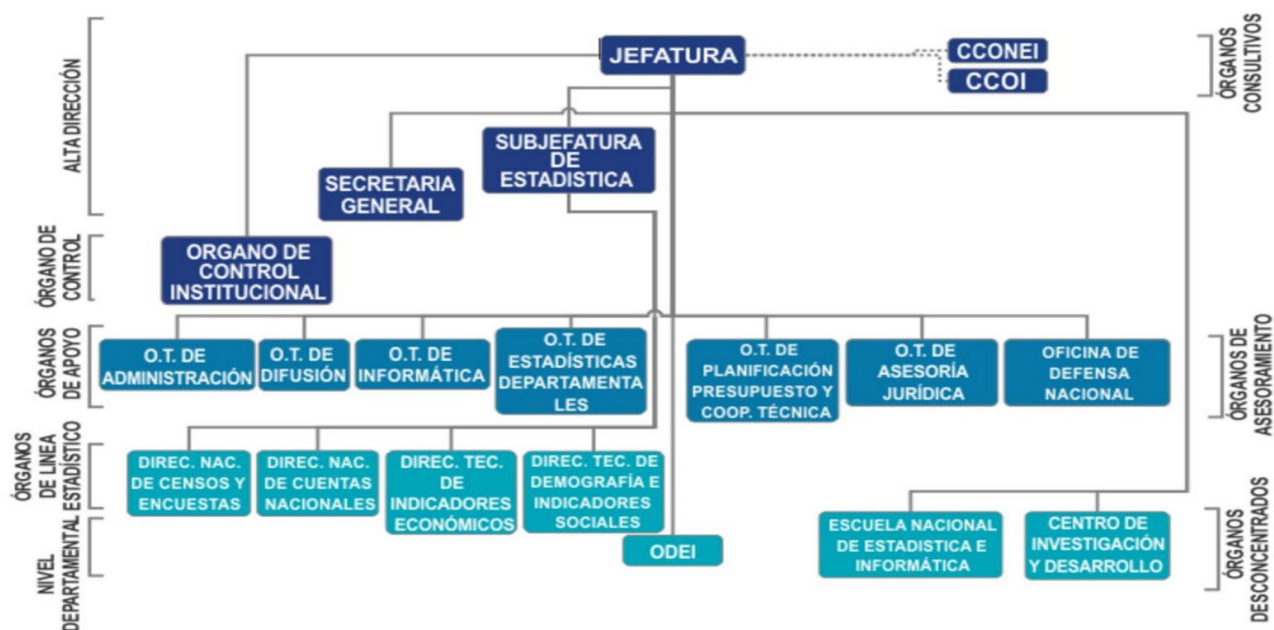 JEFATURA
CCONEI
CCOI
ÓRGANOS
CONSULTIVOS
ALTA DIRECCIÓN
SUBJEFATURA
DE
ESTADISTICA
SECRETARIA
GENERAL
ÓRGANO DE
CONTROL
ORGANO DE
CONTROL
INSTITUCIONAL
ÓRGANOS
DE APOYO
O.T. DE
ADMINISTRACIÓN
O.T. DE
DIFUSIÓN
O.T. DE
INFORMÁTICA
O.T. DE
ESTADÍSTICAS
DEPARTAMENTA
LES
O.T. DE
PLANIFICACIÓN
PRESUPUESTO Y
COOP. TÉCNICA
O.T. DE
ASESORÍA
JURÍDICA
OFICINA DE
DEFENSA
NACIONAL
ÓRGANOS DE
ASESORAMIENTO
ÓRGANOS
DE LINEA
ESTADÍSTICO
DIREC. NAC.
DE CENSOS Y
ENCUESTAS
DIREC. NAC.
DE CUENTAS
NACIONALES
DIREC. TEC.
DE
INDICADORES
ECONÓMICOS
DIREC. TEC. DE
DEMOGRAFÍA E
INDICADORES
SOCIALES
NIVEL
DEPARTAMENTAL
ODEI
ESCUELA NACIONAL
DE ESTADISTICA E
INFORMÁTICA
CENTRO DE
INVESTIGACIÓN
Y DESARROLLO
ÓRGANOS
DESCONCENTRADOS